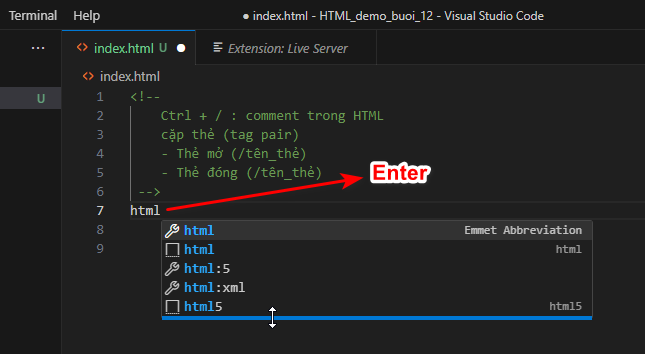 Terminal Help ● index.html - HTML_demo_buoi_12 - Visual Studio Code
... <> index.html U ● Extension: Live Server
<> index.html
U
1 <!--
2 Ctrl + / : comment trong HTML
3 cặp thẻ (tag pair)
4 - Thẻ mở (/tên_thẻ)
5 - Thẻ đóng (/tên_thẻ)
6 -->
Enter
7 html
8 html Emmet Abbreviation
9 html html
html:5
html:xml
html5 html5